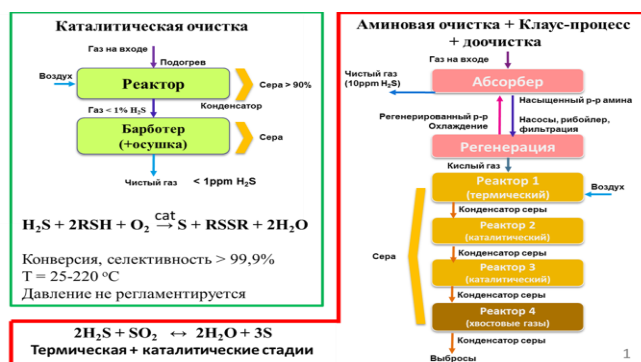 Каталитическая очистка
Газ на входе
Подогрев
Воздух
Реактор
Сера > 90%
Конденсатор
Газ < 1% H₂S
Барботер
(+осушка)
Сера
Чистый газ < 1ppm H₂S
H₂S + 2RSH + O₂ cat → S + RSSR + 2H₂O
Конверсия, селективность > 99,9%
T = 25-220 °C
Давление не регламентируется
2H₂S + SO₂ ↔ 2H₂O + 3S
Термическая + каталитические стадии
Аминовая очистка + Клаус-процесс
+ доочистка
Газ на входе
Абсорбер
Чистый газ
(10ppm H₂S)
Насыщенный р-р амина
Регенерированный р-р
Охлаждение
Насосы, рибойлер,
фильтрация
Регенерация
Кислый газ
Реактор 1
(термический)
Воздух
Конденсатор серы
Реактор 2
(каталитический)
Конденсатор серы
Сера
Реактор 3
(каталитический)
Конденсатор серы
Реактор 4
(хвостовые газы)
Конденсатор серы
Выбросы
1